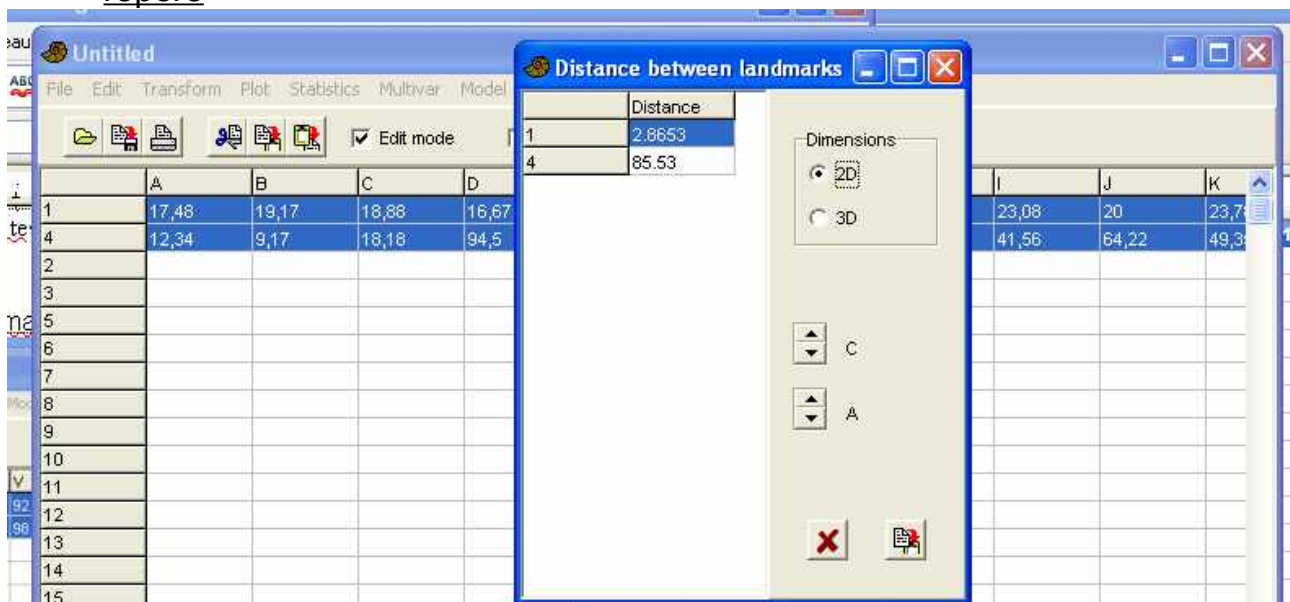 repère
Untitled
Distance between landmarks
File Edit Transform Plot Statistics Multivar Model
Edit mode
Distance
1 2.8653
4 85.53
Dimensions
2D
3D
C
A
A B C D I J K
1 17,48 19,17 18,88 16,67 23,08 20
4 12,34 9,17 18,18 94,5 41,56 64,22
2
3
5
6
7
8
9
10
11
12
13
14
15
V
92
98